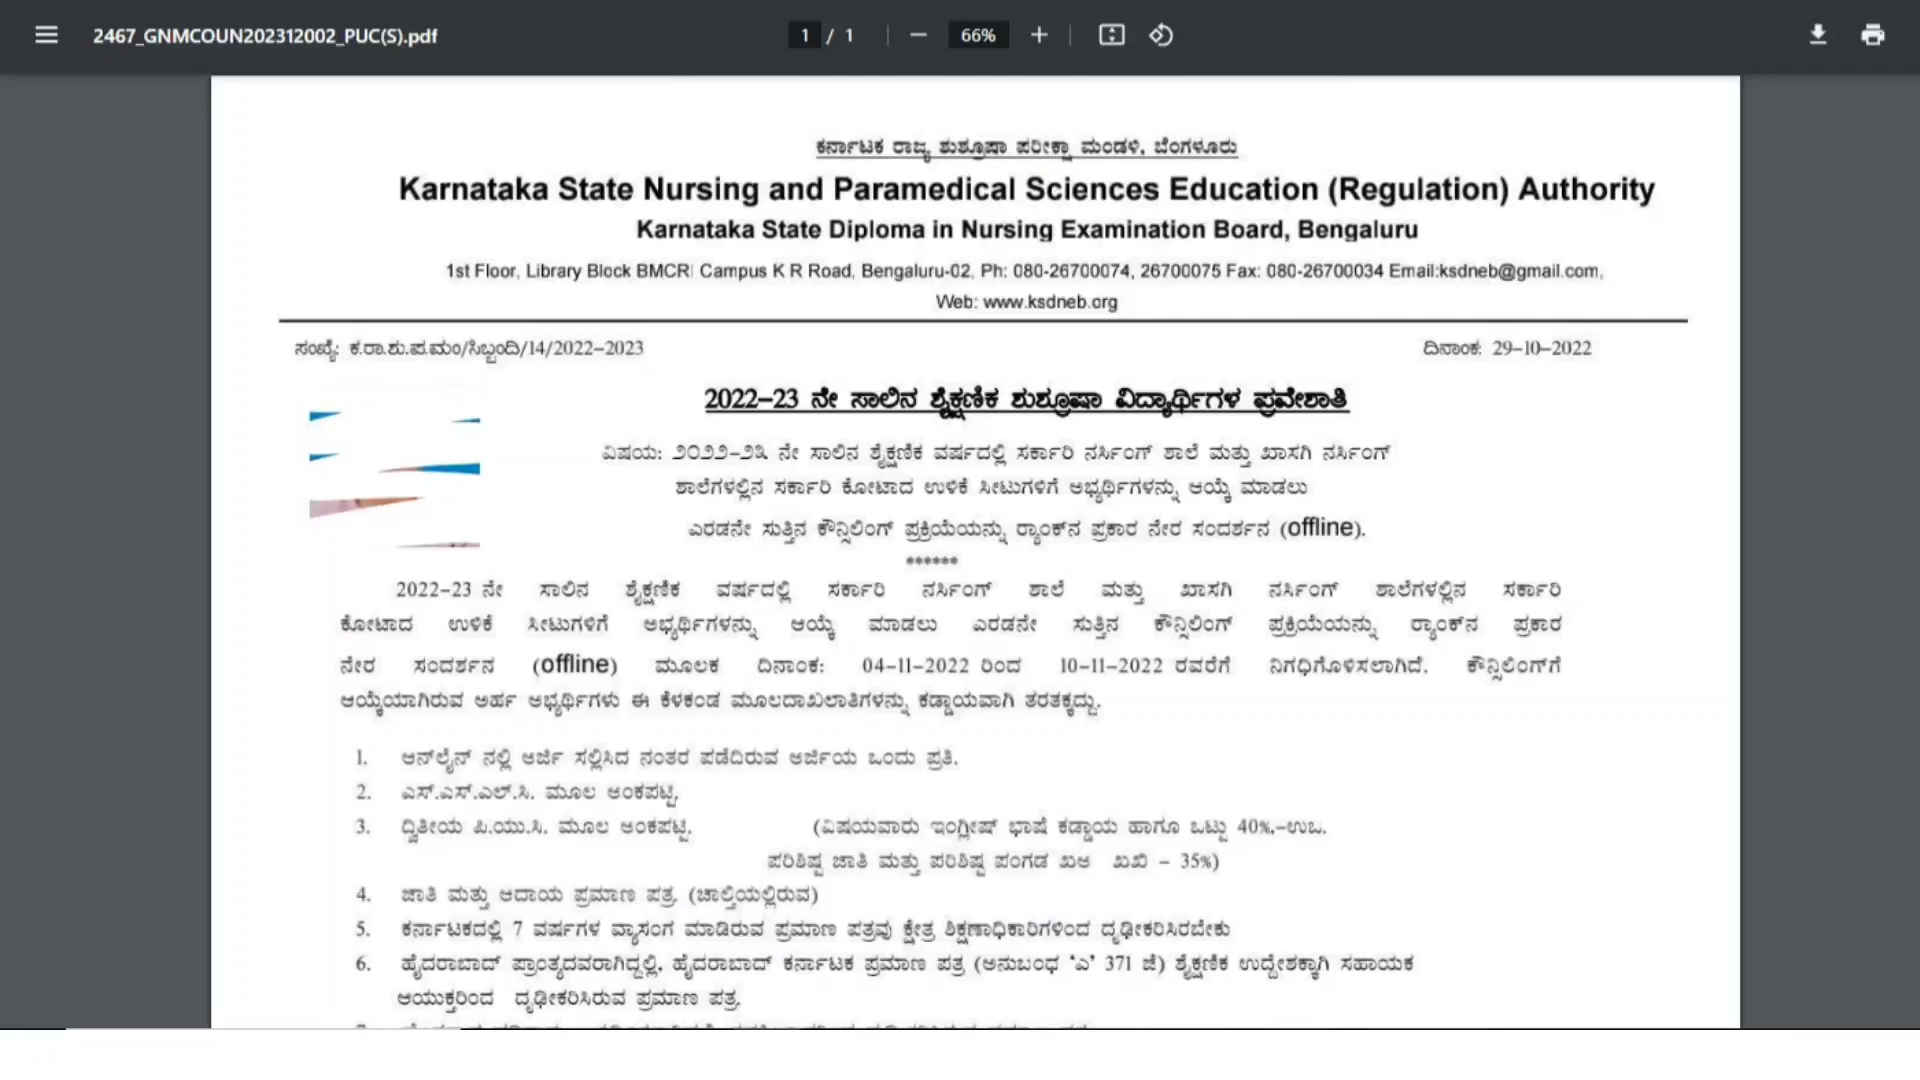 2467_GNMCOUN202312002_PUC(S).pdf
1 / 1
66%
ಕರ್ನಾಟಕ ರಾಜ್ಯ ಶುಶ್ರೂಷಾ ಪರೀಕ್ಷಾ ಮಂಡಳಿ, ಬೆಂಗಳೂರು
Karnataka State Nursing and Paramedical Sciences Education (Regulation) Authority
Karnataka State Diploma in Nursing Examination Board, Bengaluru
1st Floor, Library Block BMCRI Campus K R Road, Bengaluru-02, Ph: 080-26700074, 26700075 Fax: 080-26700034 Email:ksdneb@gmail.com,
Web: www.ksdneb.org
ಸಂಖ್ಯೆ: ಕ.ರಾ.ಶು.ಪ.ಮಂ/ಸಿಬ್ಬಂದಿ/14/2022-2023 ದಿನಾಂಕ: 29-10-2022
2022-23 ನೇ ಸಾಲಿನ ಶೈಕ್ಷಣಿಕ ಶುಶ್ರೂಷಾ ವಿದ್ಯಾರ್ಥಿಗಳ ಪ್ರವೇಶಾತಿ
ವಿಷಯ: ೨೦೨೨-೨೩ ನೇ ಸಾಲಿನ ಶೈಕ್ಷಣಿಕ ವರ್ಷದಲ್ಲಿ ಸರ್ಕಾರಿ ನರ್ಸಿಂಗ್ ಶಾಲೆ ಮತ್ತು ಖಾಸಗಿ ನರ್ಸಿಂಗ್
ಶಾಲೆಗಳಲ್ಲಿನ ಸರ್ಕಾರಿ ಕೋಟಾದ ಉಳಿಕೆ ಸೀಟುಗಳಿಗೆ ಅಭ್ಯರ್ಥಿಗಳನ್ನು ಆಯ್ಕೆ ಮಾಡಲು
ಎರಡನೇ ಸುತ್ತಿನ ಕೌನ್ಸಿಲಿಂಗ್ ಪ್ರಕ್ರಿಯೆಯನ್ನು ರ‍್ಯಾಂಕ್‌ನ ಪ್ರಕಾರ ನೇರ ಸಂದರ್ಶನ (offline).
******
2022-23 ನೇ ಸಾಲಿನ ಶೈಕ್ಷಣಿಕ ವರ್ಷದಲ್ಲಿ ಸರ್ಕಾರಿ ನರ್ಸಿಂಗ್ ಶಾಲೆ ಮತ್ತು ಖಾಸಗಿ ನರ್ಸಿಂಗ್ ಶಾಲೆಗಳಲ್ಲಿನ ಸರ್ಕಾರಿ
ಕೋಟಾದ ಉಳಿಕೆ ಸೀಟುಗಳಿಗೆ ಅಭ್ಯರ್ಥಿಗಳನ್ನು ಆಯ್ಕೆ ಮಾಡಲು ಎರಡನೇ ಸುತ್ತಿನ ಕೌನ್ಸಿಲಿಂಗ್ ಪ್ರಕ್ರಿಯೆಯನ್ನು ರ‍್ಯಾಂಕ್‌ನ ಪ್ರಕಾರ
ನೇರ ಸಂದರ್ಶನ (offline) ಮೂಲಕ ದಿನಾಂಕ: 04-11-2022 ರಿಂದ 10-11-2022 ರವರೆಗೆ ನಿಗಧಿಗೊಳಿಸಲಾಗಿದೆ. ಕೌನ್ಸಿಲಿಂಗ್‌ಗೆ
ಆಯ್ಕೆಯಾಗಿರುವ ಅರ್ಹ ಅಭ್ಯರ್ಥಿಗಳು ಈ ಕೆಳಕಂಡ ಮೂಲದಾಖಲಾತಿಗಳನ್ನು ಕಡ್ಡಾಯವಾಗಿ ತರತಕ್ಕದ್ದು.
1. ಆನ್‌ಲೈನ್ ನಲ್ಲಿ ಅರ್ಜಿ ಸಲ್ಲಿಸಿದ ನಂತರ ಪಡೆದಿರುವ ಅರ್ಜಿಯ ಒಂದು ಪ್ರತಿ.
2. ಎಸ್.ಎಸ್.ಎಲ್.ಸಿ. ಮೂಲ ಅಂಕಪಟ್ಟಿ.
3. ದ್ವಿತೀಯ ಪಿ.ಯು.ಸಿ. ಮೂಲ ಅಂಕಪಟ್ಟಿ. (ವಿಷಯವಾರು ಇಂಗ್ಲೀಷ್ ಭಾಷೆ ಕಡ್ಡಾಯ ಹಾಗೂ ಒಟ್ಟು 40%.-ಉಒ.
ಪರಿಶಿಷ್ಟ ಜಾತಿ ಮತ್ತು ಪರಿಶಿಷ್ಟ ಪಂಗಡ ಖಅ ಖಖಿ - 35%)
4. ಜಾತಿ ಮತ್ತು ಆದಾಯ ಪ್ರಮಾಣ ಪತ್ರ. (ಚಾಲ್ತಿಯಲ್ಲಿರುವ)
5. ಕರ್ನಾಟಕದಲ್ಲಿ 7 ವರ್ಷಗಳ ವ್ಯಾಸಂಗ ಮಾಡಿರುವ ಪ್ರಮಾಣ ಪತ್ರವು ಕ್ಷೇತ್ರ ಶಿಕ್ಷಣಾಧಿಕಾರಿಗಳಿಂದ ದೃಢೀಕರಿಸಿರಬೇಕು
6. ಹೈದರಾಬಾದ್ ಪ್ರಾಂತ್ಯದವರಾಗಿದ್ದಲ್ಲಿ, ಹೈದರಾಬಾದ್ ಕರ್ನಾಟಕ ಪ್ರಮಾಣ ಪತ್ರ (ಅನುಬಂಧ 'ಎ' 371 ಜೆ) ಶೈಕ್ಷಣಿಕ ಉದ್ದೇಶಕ್ಕಾಗಿ ಸಹಾಯಕ
ಆಯುಕ್ತರಿಂದ ದೃಢೀಕರಿಸಿರುವ ಪ್ರಮಾಣ ಪತ್ರ.